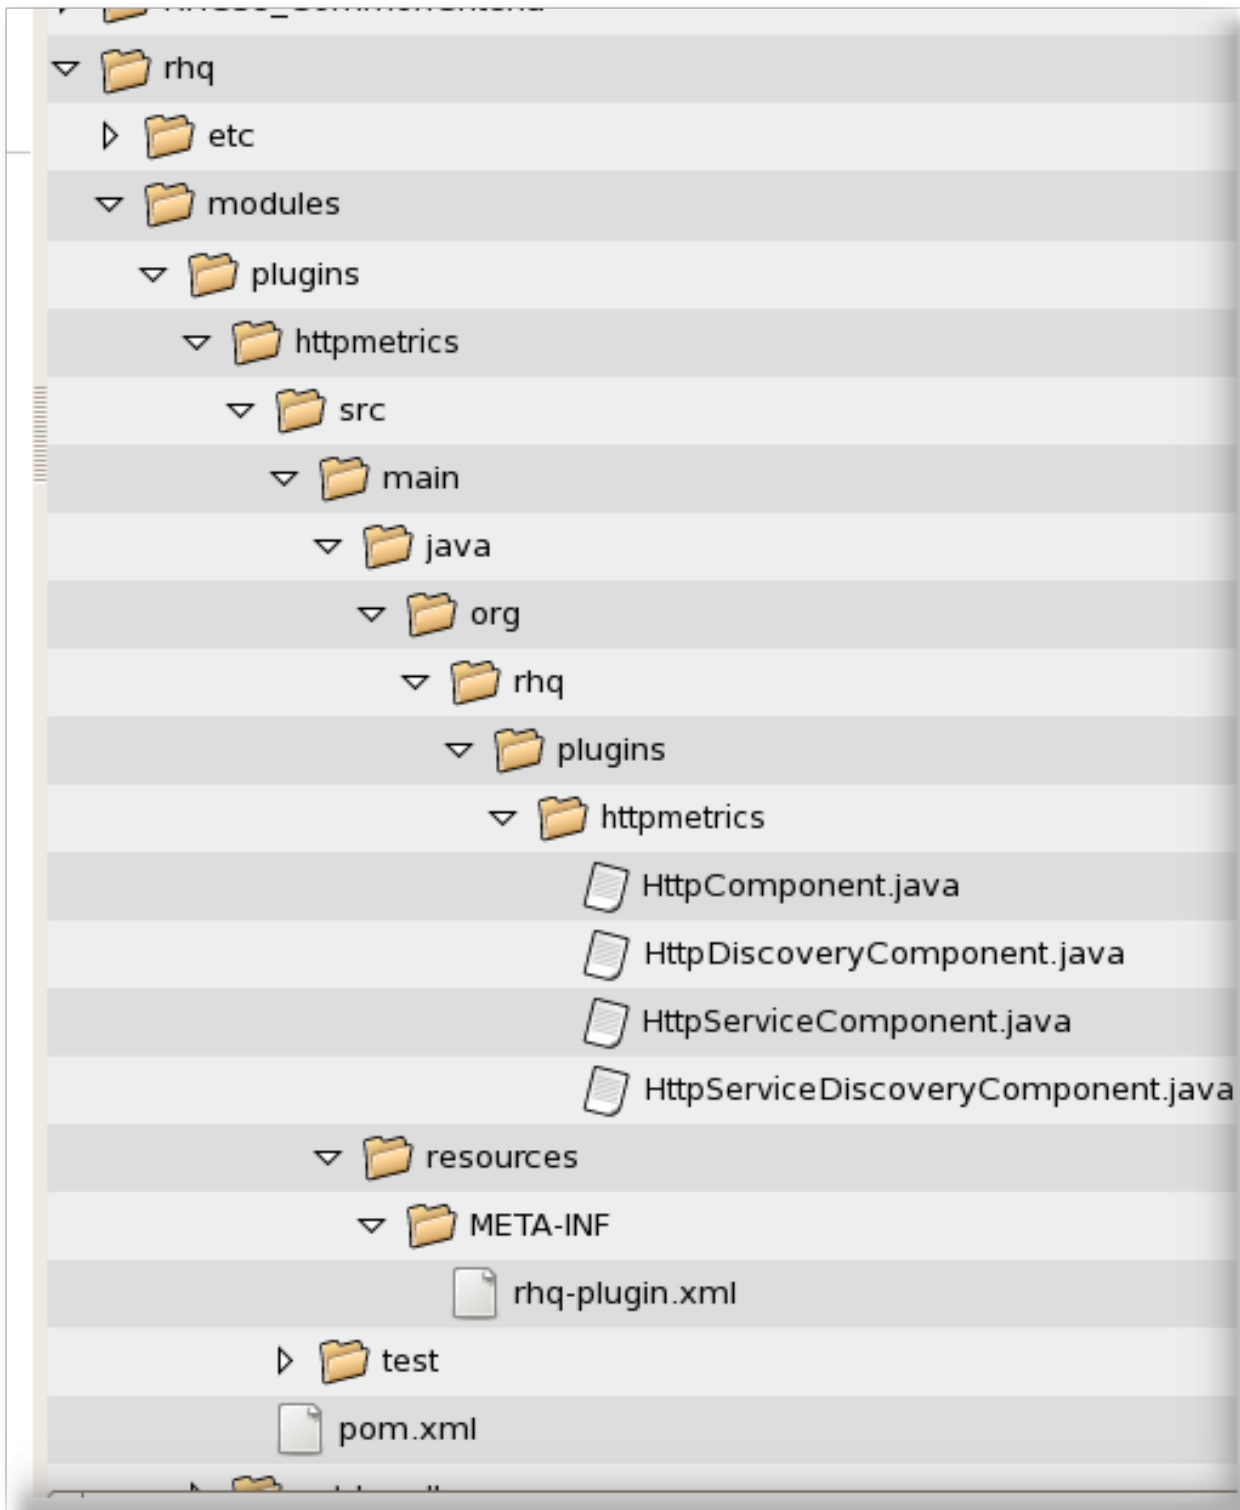 rhq
etc
modules
plugins
httpmetrics
src
main
java
org
rhq
plugins
httpmetrics
HttpComponent.java
HttpDiscoveryComponent.java
HttpServiceComponent.java
HttpServiceDiscoveryComponent.java
resources
META-INF
rhq-plugin.xml
test
pom.xml